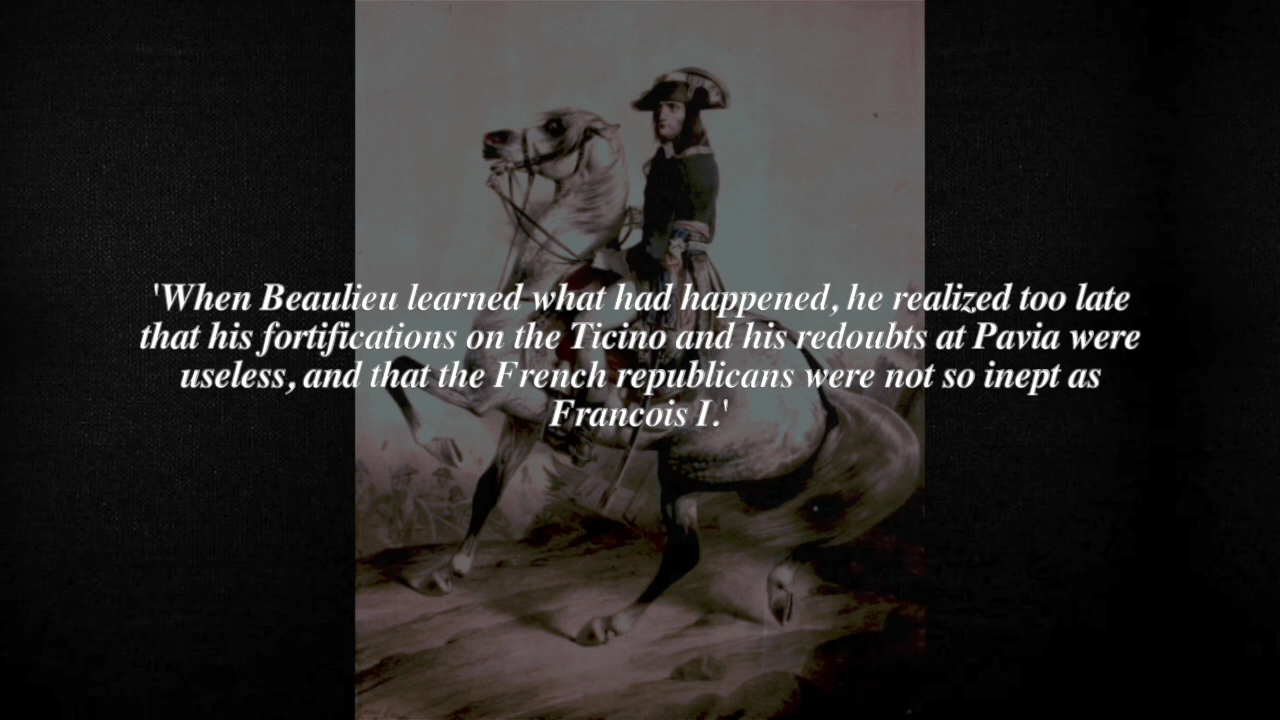 'When Beaulieu learned what had happened, he realized too late
that his fortifications on the Ticino and his redoubts at Pavia were
useless, and that the French republicans were not so inept as
Francois I.'